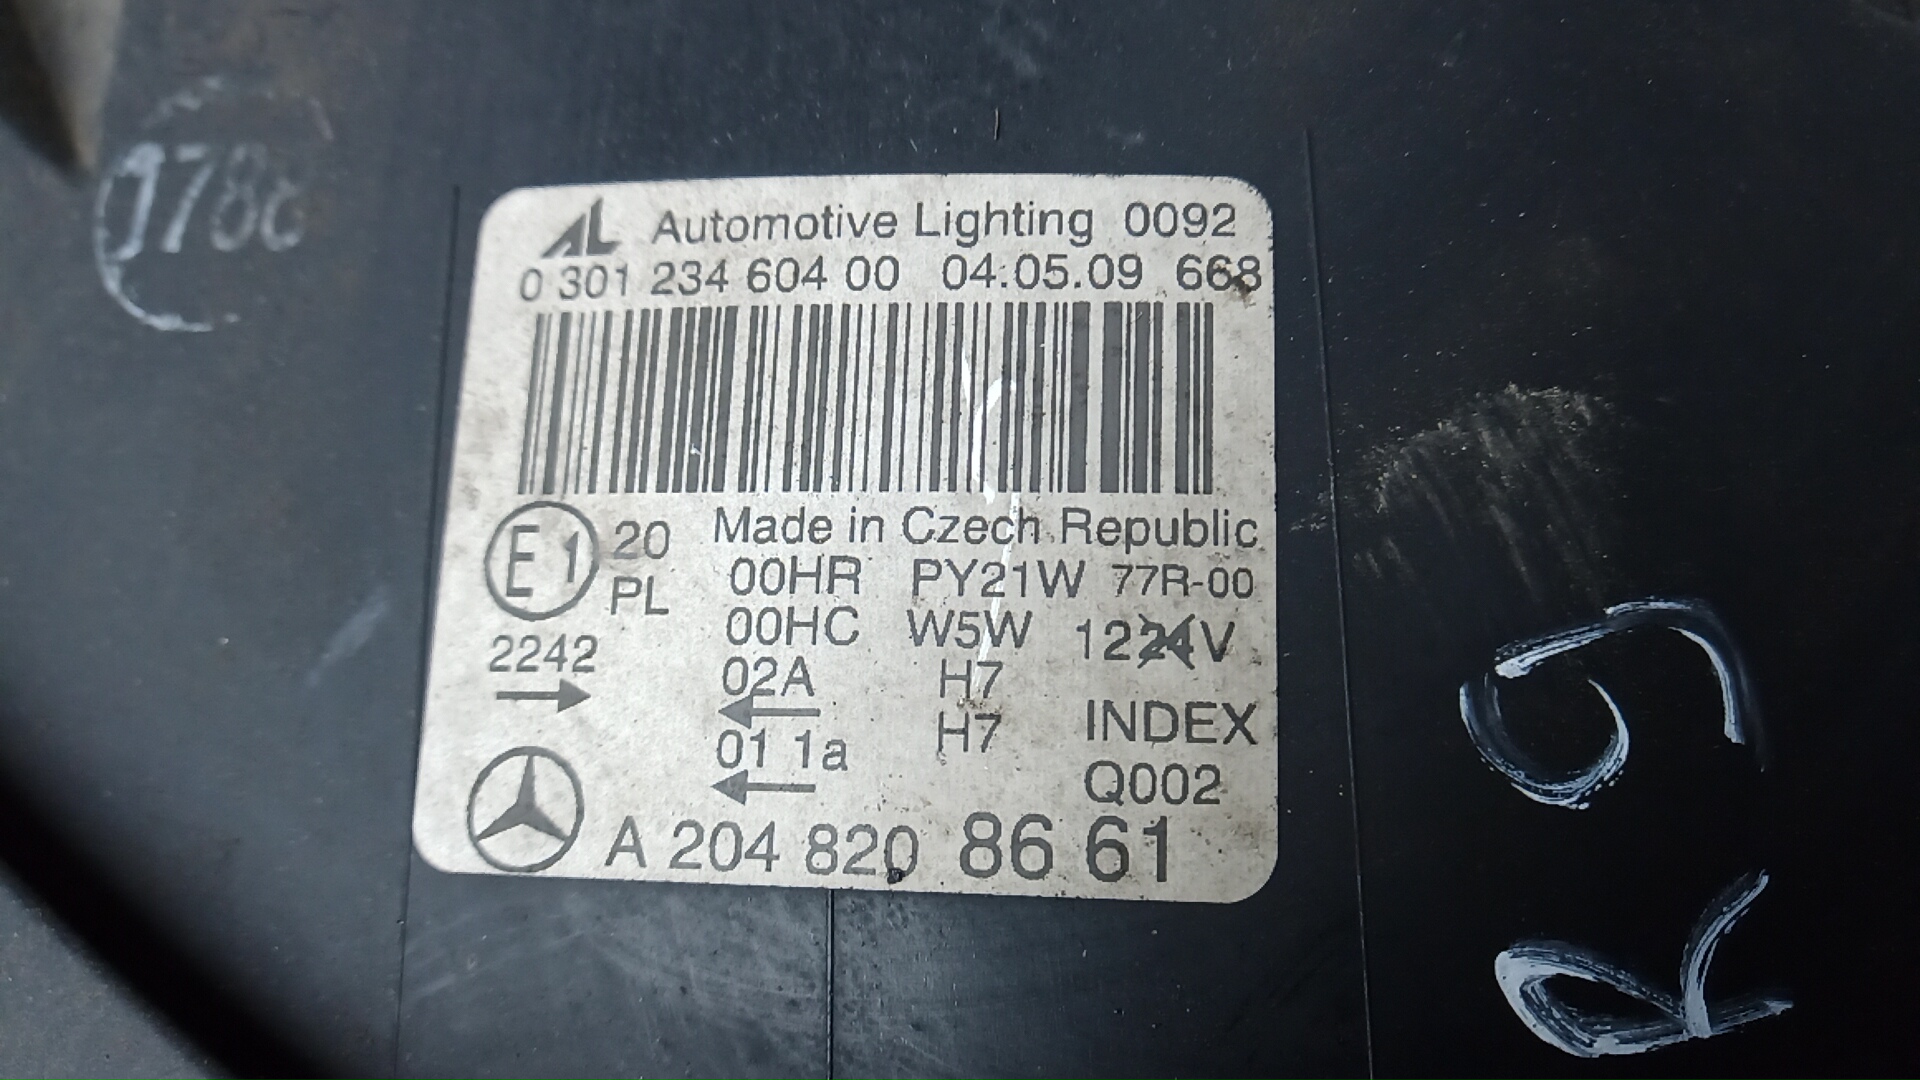 AL Automotive Lighting 0092
0 301 234 604 00 04.05.09 668
E1 20 Made in Czech Republic
PL 00HR PY21W 77R-00
00HC W5W 1224V
2242 02A H7
01 1a H7 INDEX
Q002
A 204 820 86 61